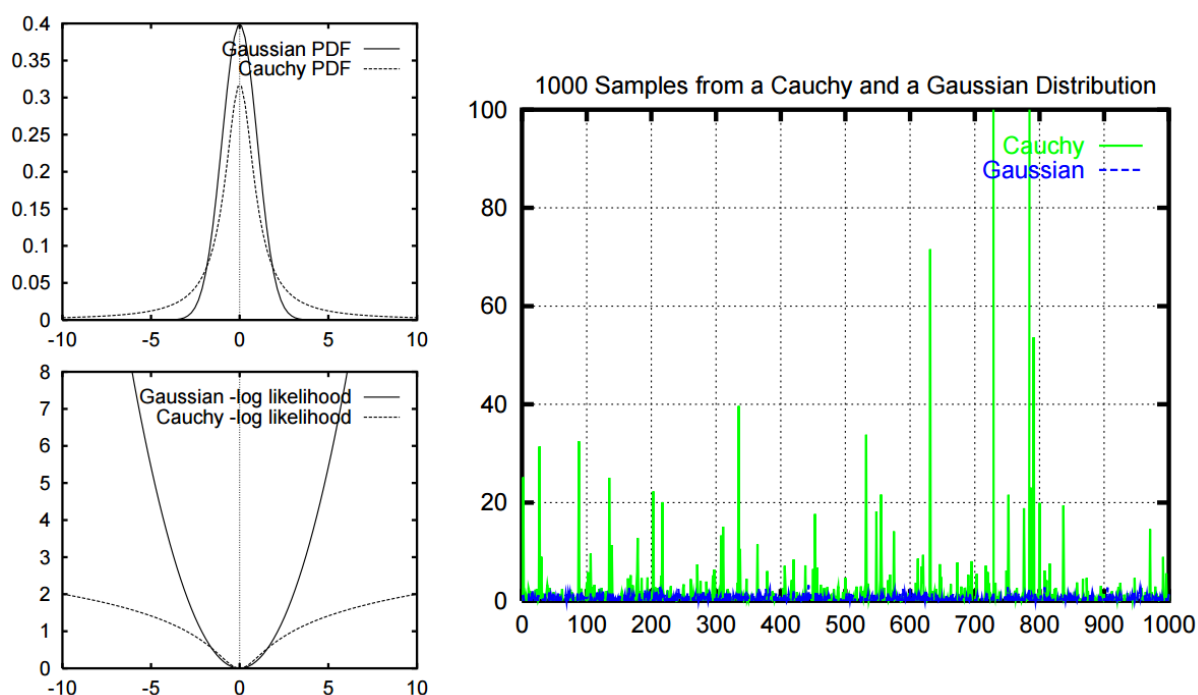 0.4
0.35
0.3
0.25
0.2
0.15
0.1
0.05
0
-10 -5 0 5 10
Gaussian PDF
Cauchy PDF
8
7
6
5
4
3
2
1
0
-10 -5 0 5 10
Gaussian -log likelihood
Cauchy -log likelihood
1000 Samples from a Cauchy and a Gaussian Distribution
100
80
60
40
20
0
0 100 200 300 400 500 600 700 800 900 1000
Cauchy
Gaussian